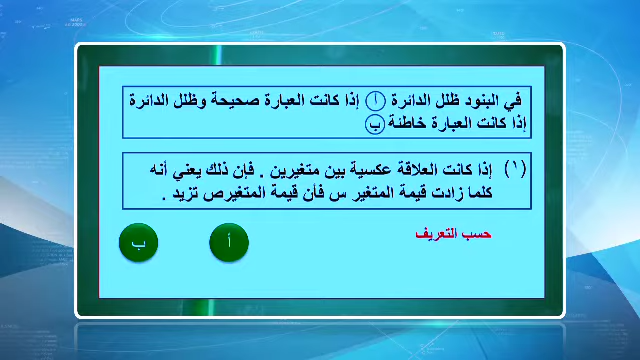 في البنود ظلل الدائرة أ إذا كانت العبارة صحيحة وظلل الدائرة
إذا كانت العبارة خاطئة ب
(١) إذا كانت العلاقة عكسية بين متغيرين . فإن ذلك يعني أنه
كلما زادت قيمة المتغير س فأن قيمة المتغيرص تزيد .
حسب التعريف
أ
ب